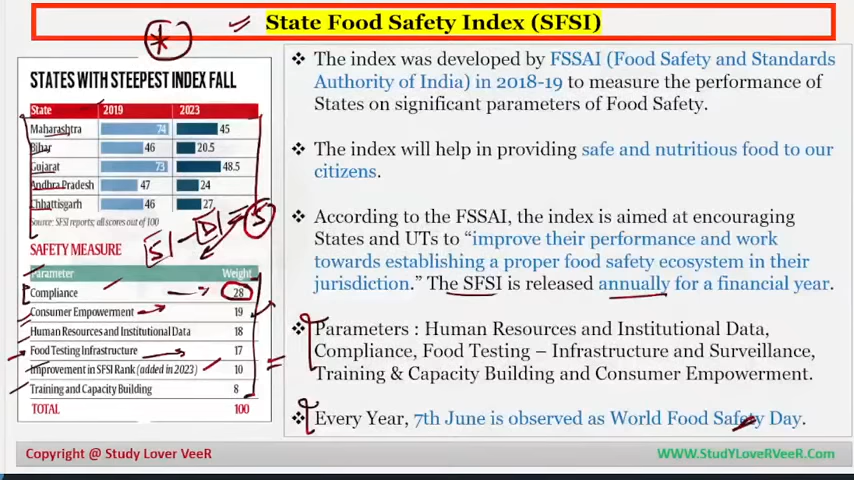 State Food Safety Index (SFSI)
STATES WITH STEEPEST INDEX FALL
State 2019 2023
Maharashtra 74 45
Bihar 46 20.5
Gujarat 73 48.5
Andhra Pradesh 47 24
Chhattisgarh 46 27
Source: SFSI reports; all scores out of 100
SAFETY MEASURE
Parameter Weight
Compliance 28
Consumer Empowerment 19
Human Resources and Institutional Data 18
Food Testing Infrastructure 17
Improvement in SFSI Rank (added in 2023) 10
Training and Capacity Building 8
TOTAL 100
❖ The index was developed by FSSAI (Food Safety and Standards
Authority of India) in 2018-19 to measure the performance of
States on significant parameters of Food Safety.
❖ The index will help in providing safe and nutritious food to our
citizens.
❖ According to the FSSAI, the index is aimed at encouraging
States and UTs to “improve their performance and work
towards establishing a proper food safety ecosystem in their
jurisdiction.” The SFSI is released annually for a financial year.
❖ Parameters : Human Resources and Institutional Data,
Compliance, Food Testing – Infrastructure and Surveillance,
Training & Capacity Building and Consumer Empowerment.
❖ Every Year, 7th June is observed as World Food Safety Day.
Copyright @ Study Lover VeeR
WWW.StudyLoveRVeeR.Com